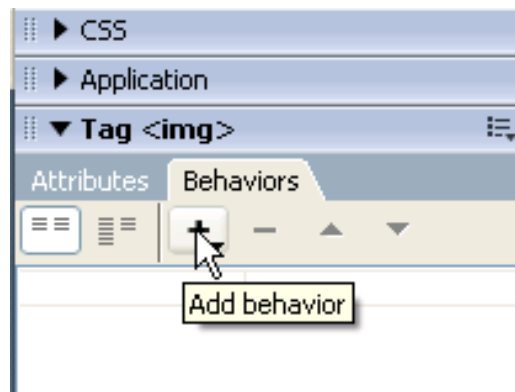 CSS
Application
Tag <img>
Attributes Behaviors
Add behavior